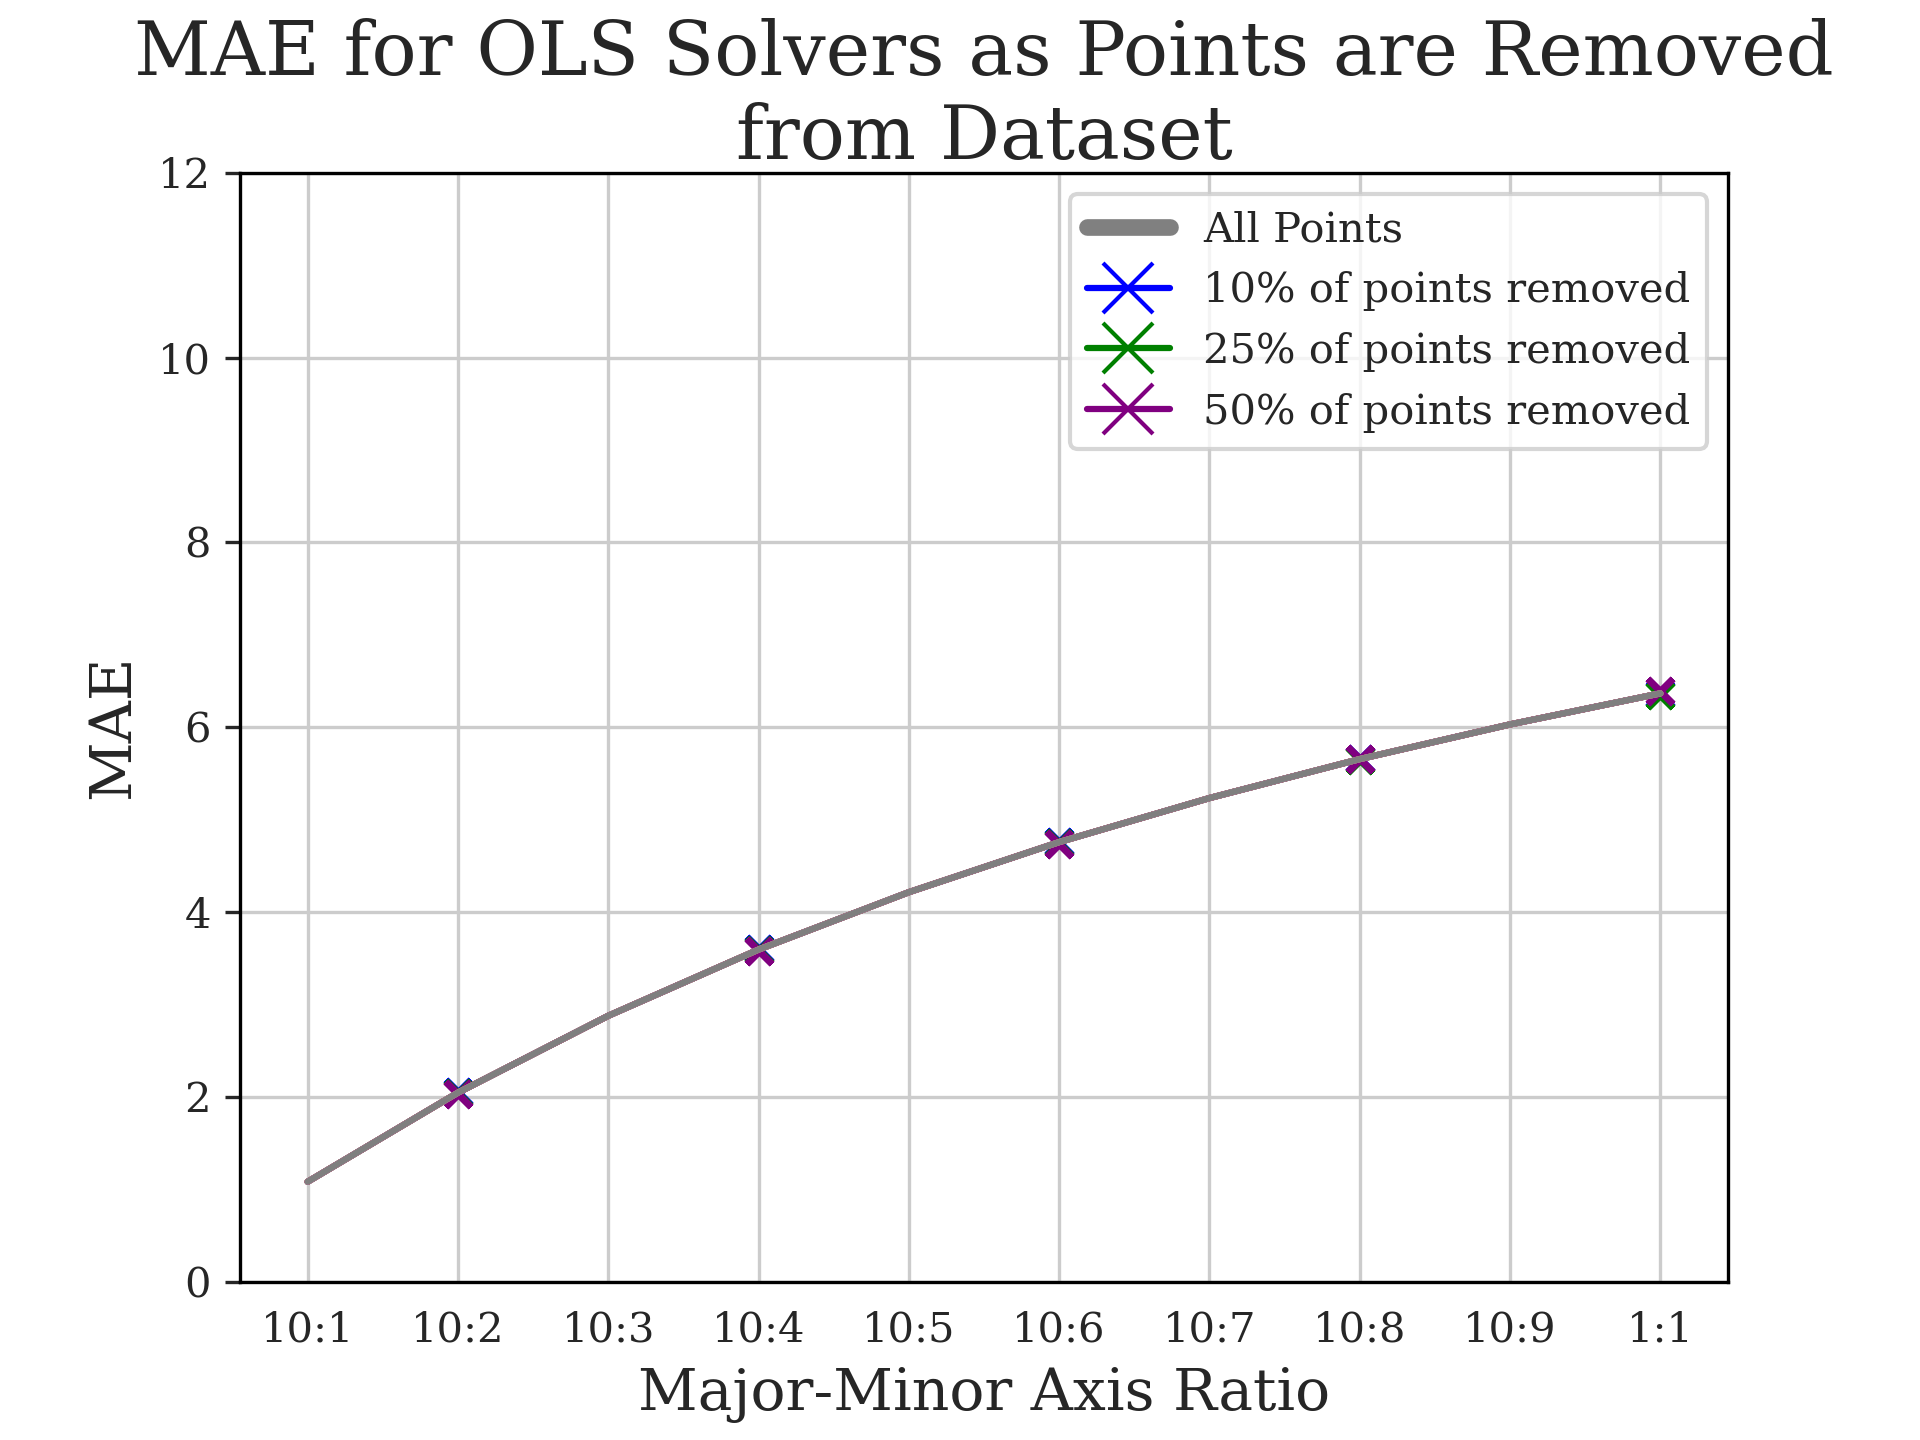 MAE for OLS Solvers as Points are Removed
from Dataset
12
10
8
6
4
2
0
MAE
All Points
10% of points removed
25% of points removed
50% of points removed
10:1 10:2 10:3 10:4 10:5 10:6 10:7 10:8 10:9 1:1
Major-Minor Axis Ratio